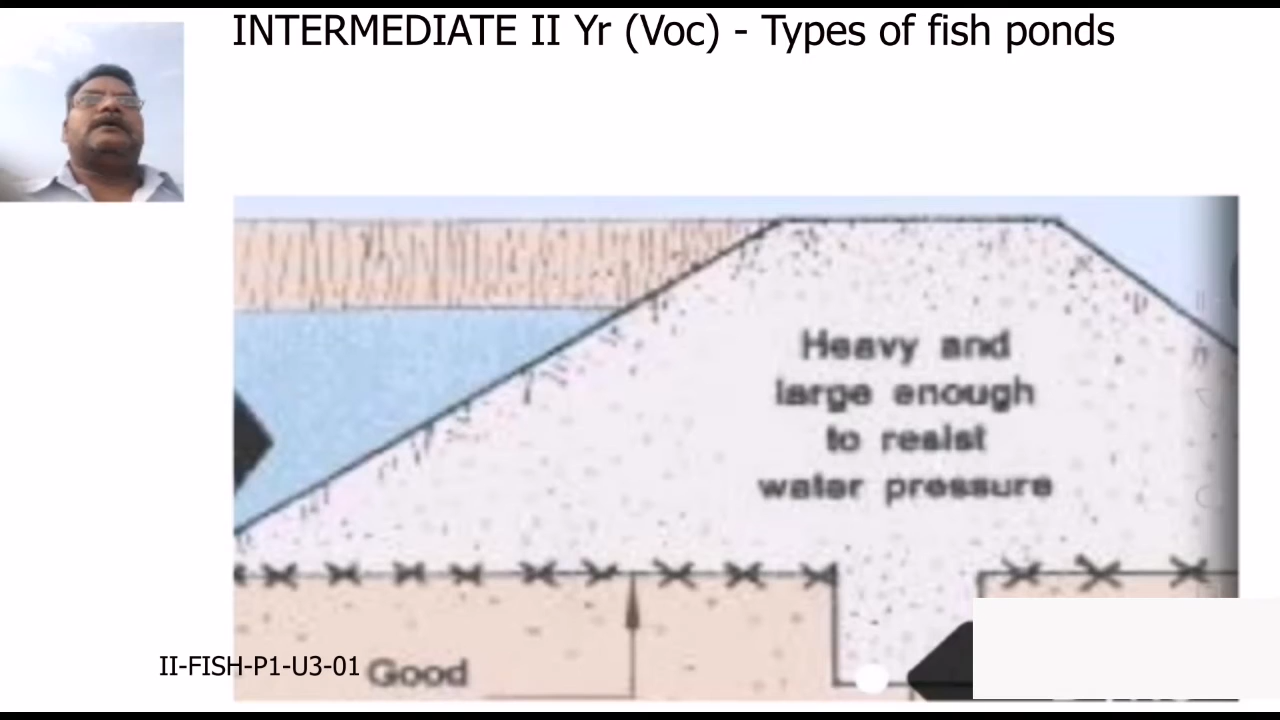 INTERMEDIATE II Yr (Voc) - Types of fish ponds
Heavy and
large enough
to resist
water pressure
II-FISH-P1-U3-01
Good